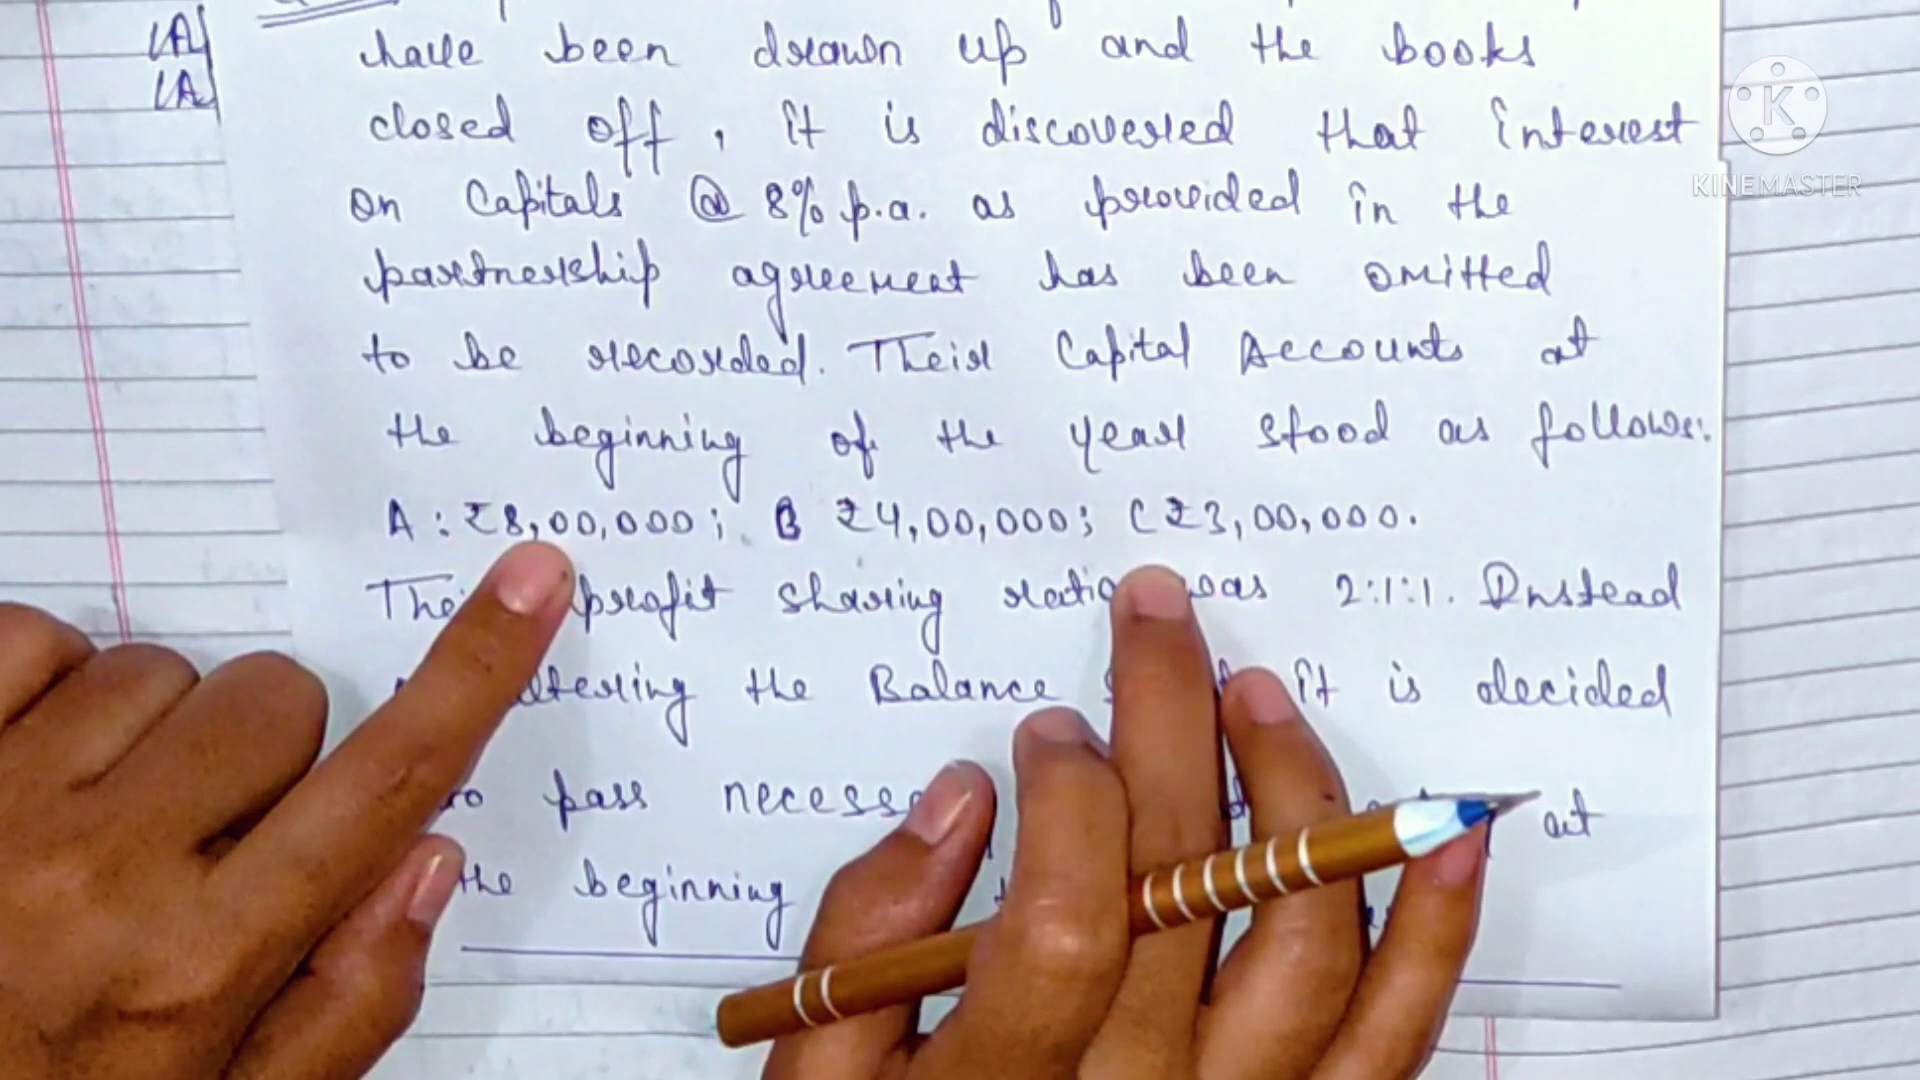 have been drawn up and the books
closed off, it is discovered that interest
on Capitals @ 8% p.a. as provided in the
partnership agreement has been omitted
to be recorded. Their Capital Accounts at
the beginning of the year stood as follows:
A: ₹8,00,000; B ₹4,00,000; C ₹3,00,000.
profit sharing was 2:1:1. Instead
the Balance it is decided
pass at
the beginning
KINEMASTER